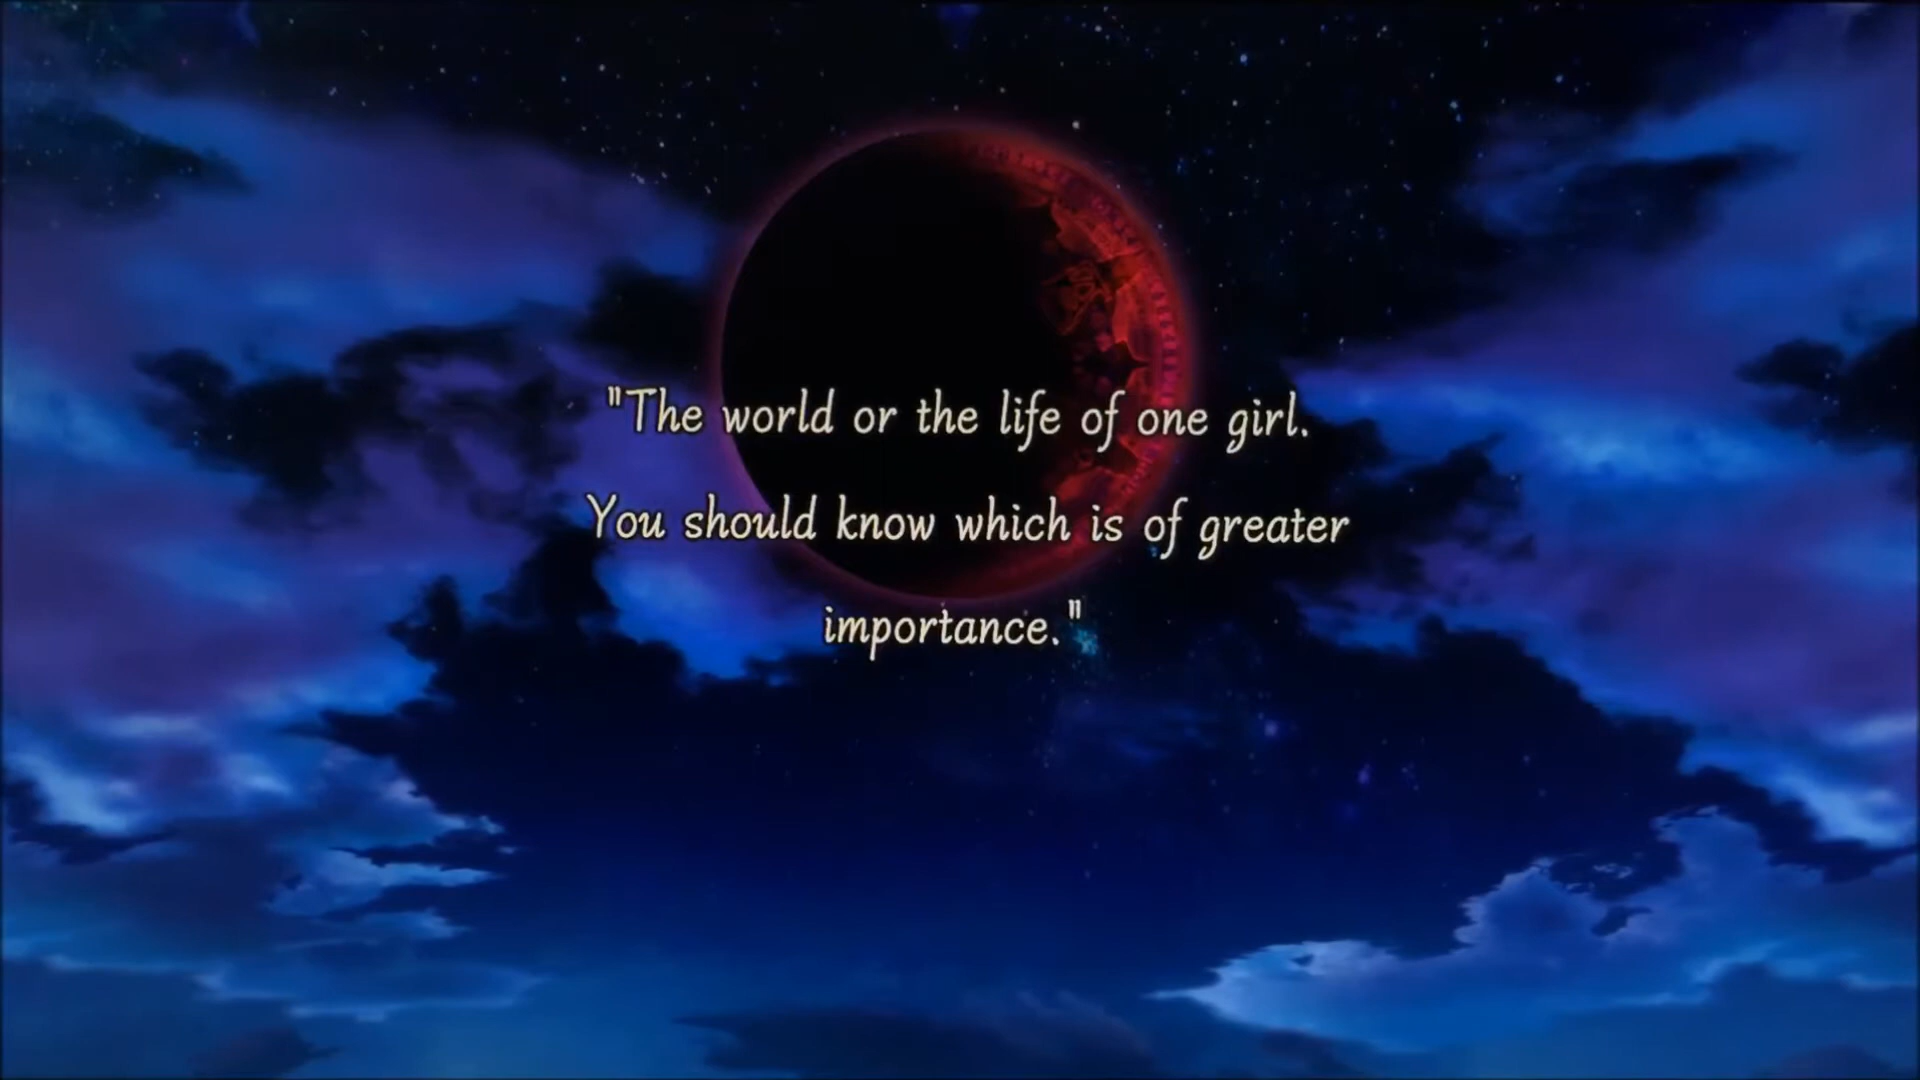 "The world or the life of one girl.
You should know which is of greater
importance."